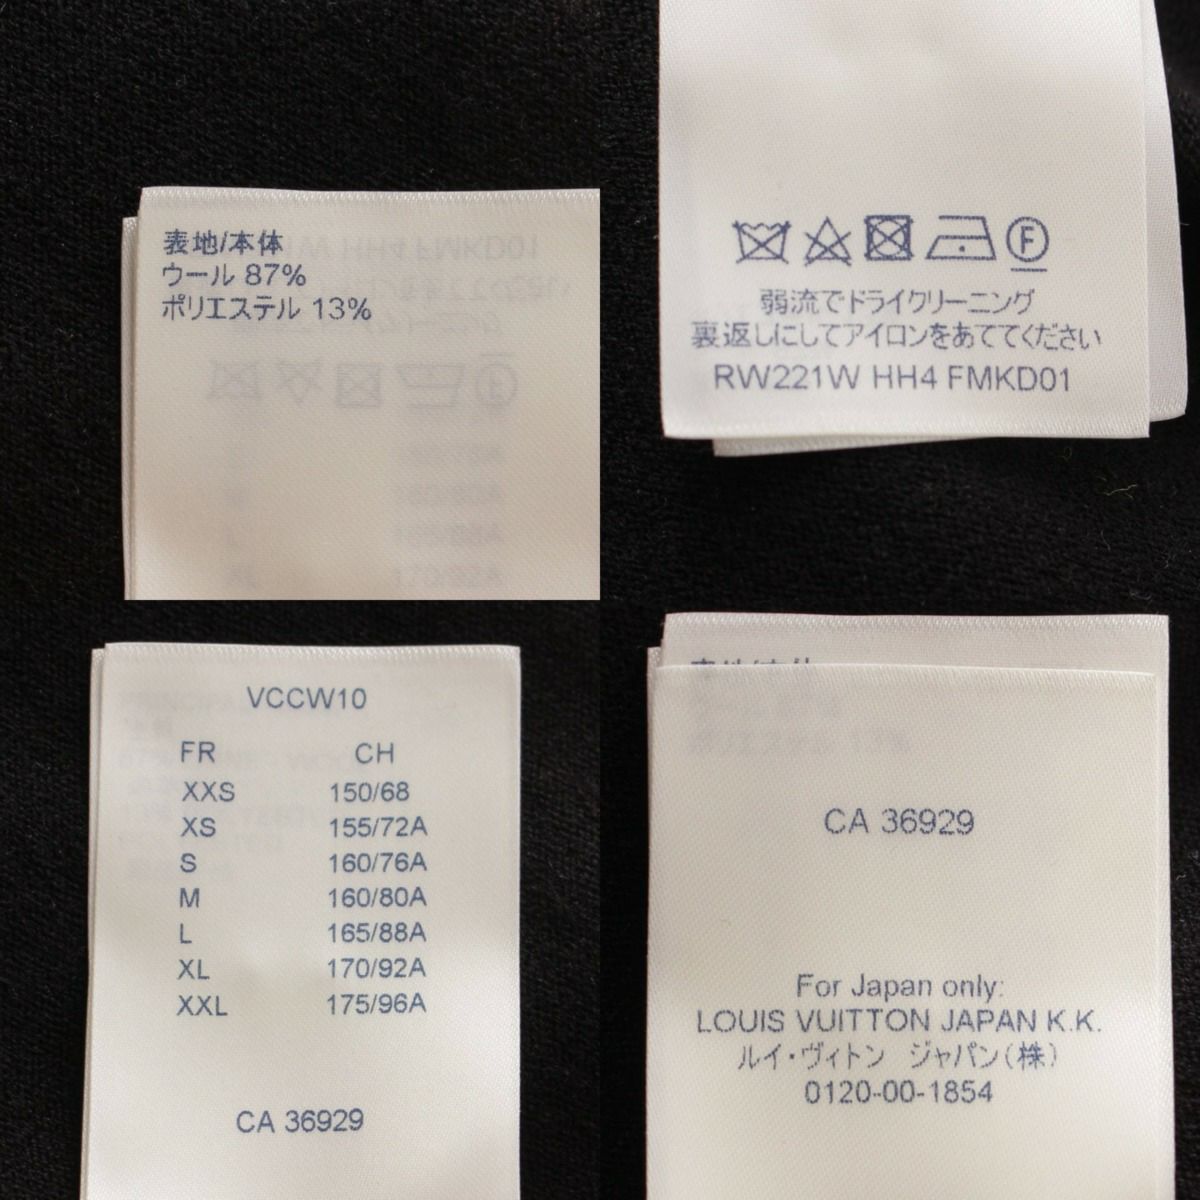 表地/本体
ウール 87%
ポリエステル 13%
F
弱流でドライクリーニング
裏返しにしてアイロンをあててください
RW221W HH4 FMKD01
VCCW10
FR CH
XXS 150/68
XS 155/72A
S 160/76A
M 160/80A
L 165/88A
XL 170/92A
XXL 175/96A
CA 36929
CA 36929
For Japan only:
LOUIS VUITTON JAPAN K.K.
ルイ・ヴィトン ジャパン(株)
0120-00-1854